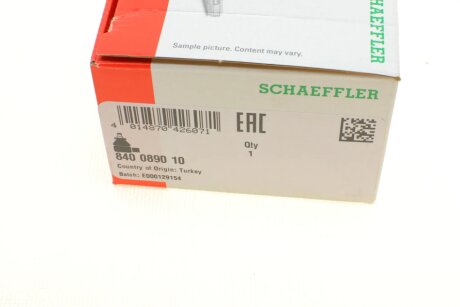 SCHAEFFLER
Sample picture. Content may vary.
SCHAEFFLER
4 014870 426071
EAC
Qty
1
840 0890 10
Country of Origin: Turkey
Batch: E000129154